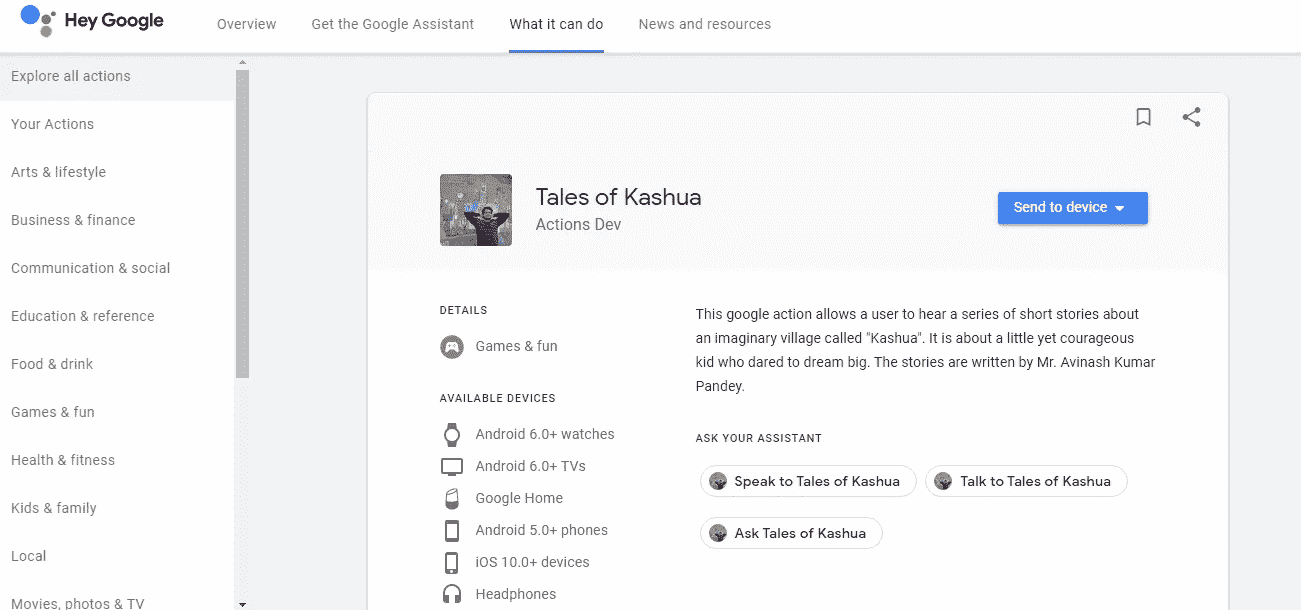 Hey Google
Overview
Get the Google Assistant
What it can do
News and resources
Explore all actions
Your Actions
Arts & lifestyle
Business & finance
Communication & social
Education & reference
Food & drink
Games & fun
Health & fitness
Kids & family
Local
Movies, photos & TV
Tales of Kashua
Actions Dev
Send to device
DETAILS
Games & fun
AVAILABLE DEVICES
Android 6.0+ watches
Android 6.0+ TVs
Google Home
Android 5.0+ phones
iOS 10.0+ devices
Headphones
This google action allows a user to hear a series of short stories about
an imaginary village called "Kashua". It is about a little yet courageous
kid who dared to dream big. The stories are written by Mr. Avinash Kumar
Pandey.
ASK YOUR ASSISTANT
Speak to Tales of Kashua
Talk to Tales of Kashua
Ask Tales of Kashua